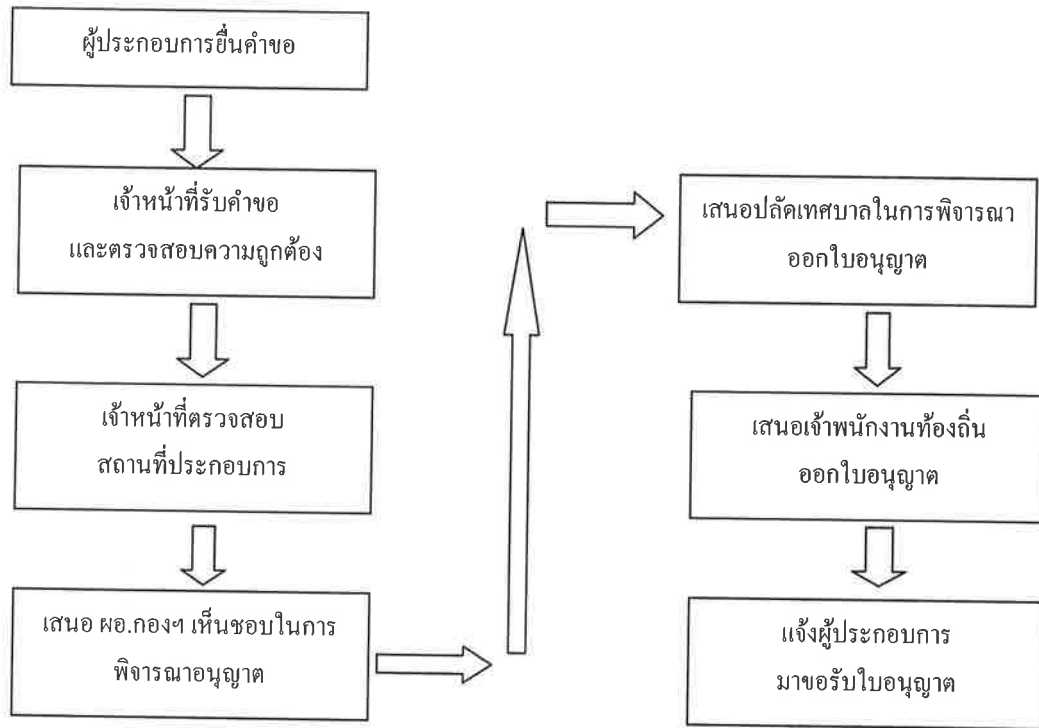 ผู้ประกอบการยื่นคำขอ
เจ้าหน้าที่รับคำขอ
และตรวจสอบความถูกต้อง
เจ้าหน้าที่ตรวจสอบ
สถานที่ประกอบการ
เสนอ ผอ.กองฯ เห็นชอบในการ
พิจารณาอนุญาต
เสนอปลัดเทศบาลในการพิจารณา
ออกใบอนุญาต
เสนอเจ้าพนักงานท้องถิ่น
ออกใบอนุญาต
แจ้งผู้ประกอบการ
มาขอรับใบอนุญาต